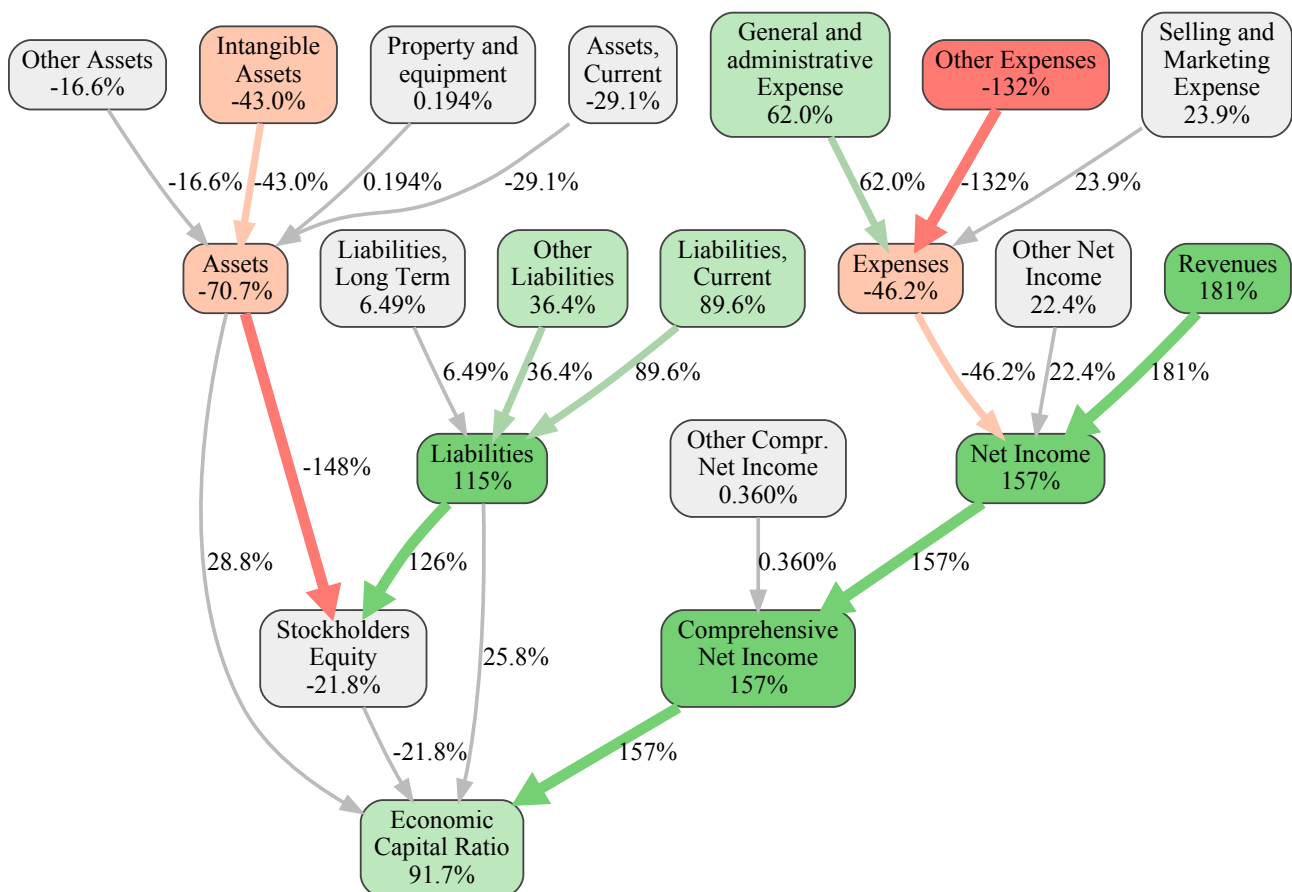 Other Assets
-16.6%
Intangible
Assets
-43.0%
Property and
equipment
0.194%
Assets,
Current
-29.1%
General and
administrative
Expense
62.0%
Other Expenses
-132%
Selling and
Marketing
Expense
23.9%
-16.6%
-43.0%
0.194%
-29.1%
62.0%
-132%
23.9%
Assets
-70.7%
Liabilities,
Long Term
6.49%
Other
Liabilities
36.4%
Liabilities,
Current
89.6%
Expenses
-46.2%
Other Net
Income
22.4%
Revenues
181%
6.49%
36.4%
89.6%
-46.2%
22.4%
181%
-148%
Liabilities
115%
Other Compr.
Net Income
0.360%
Net Income
157%
28.8%
126%
0.360%
157%
Stockholders
Equity
-21.8%
25.8%
Comprehensive
Net Income
157%
-21.8%
157%
Economic
Capital Ratio
91.7%